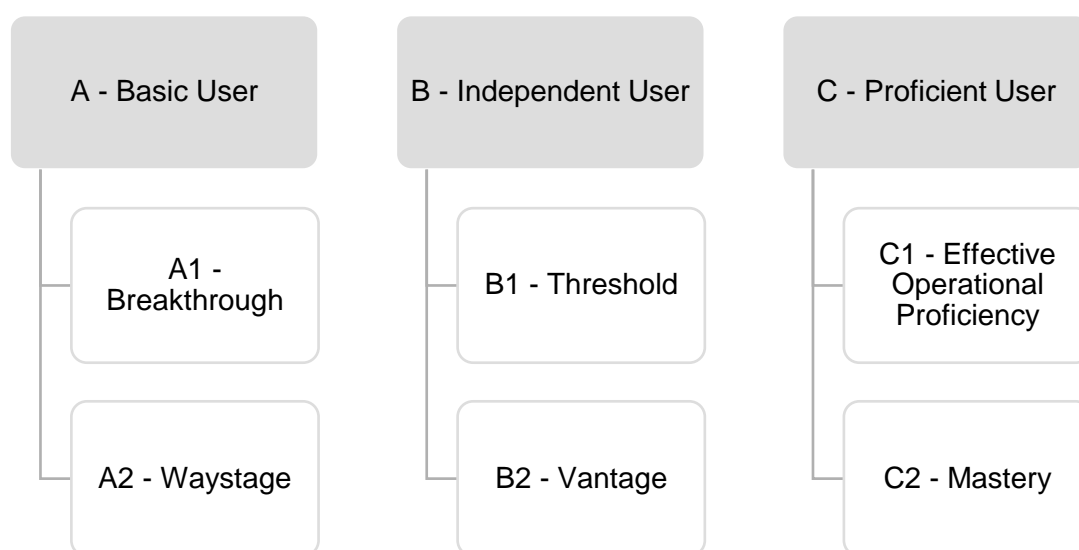 A - Basic User
B - Independent User
C - Proficient User
A1 -
Breakthrough
B1 - Threshold
C1 - Effective
Operational
Proficiency
A2 - Waystage
B2 - Vantage
C2 - Mastery